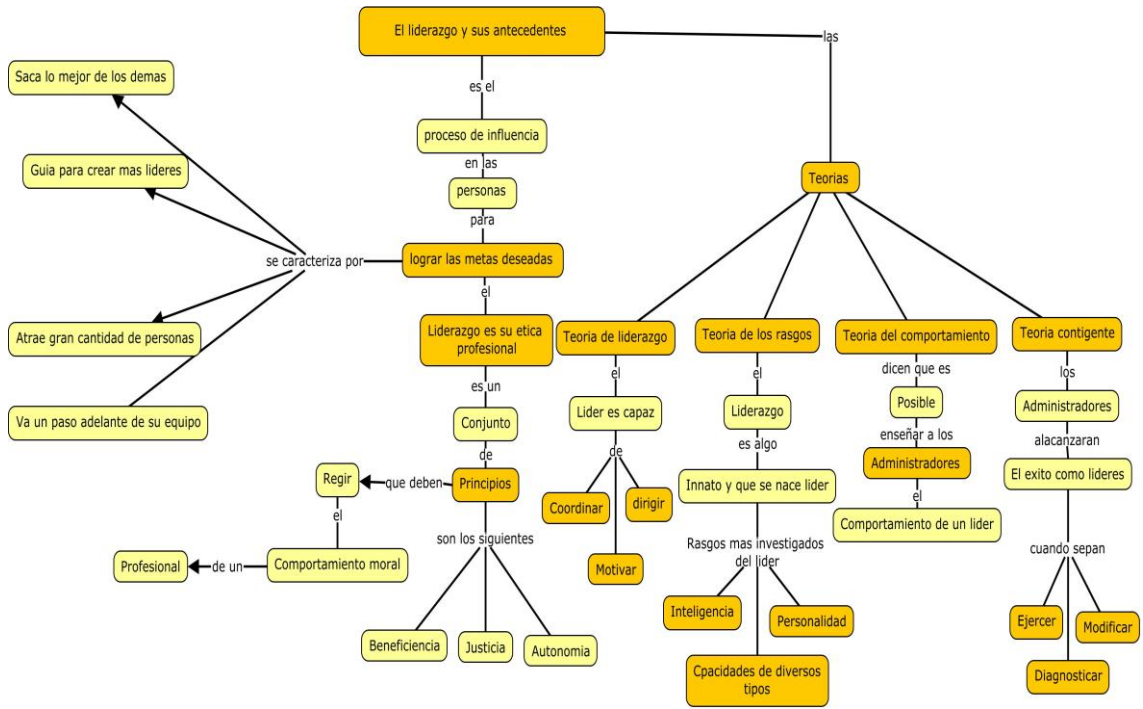 El liderazgo y sus antecedentes
las
es el
Saca lo mejor de los demas
proceso de influencia
en las
Guia para crear mas lideres
personas
Teorias
para
se caracteriza por
lograr las metas deseadas
el
Atrae gran cantidad de personas
Va un paso adelante de su equipo
Liderazgo es su etica
profesional
es un
Conjunto
de
Principios
que deben
Regir
el
Comportamiento moral
de un
Profesional
son los siguientes
Beneficiencia
Justicia
Autonomia
Teoria de liderazgo
el
Lider es capaz
de
Coordinar
dirigir
Motivar
Teoria de los rasgos
el
Liderazgo
es algo
Innato y que se nace lider
Rasgos mas investigados
del lider
Inteligencia
Personalidad
Cpacidades de diversos
tipos
Teoria del comportamiento
dicen que es
Posible
enseñar a los
Administradores
el
Comportamiento de un lider
Teoria contigente
los
Administradores
alacanzaran
El exito como lideres
cuando sepan
Ejercer
Modificar
Diagnosticar